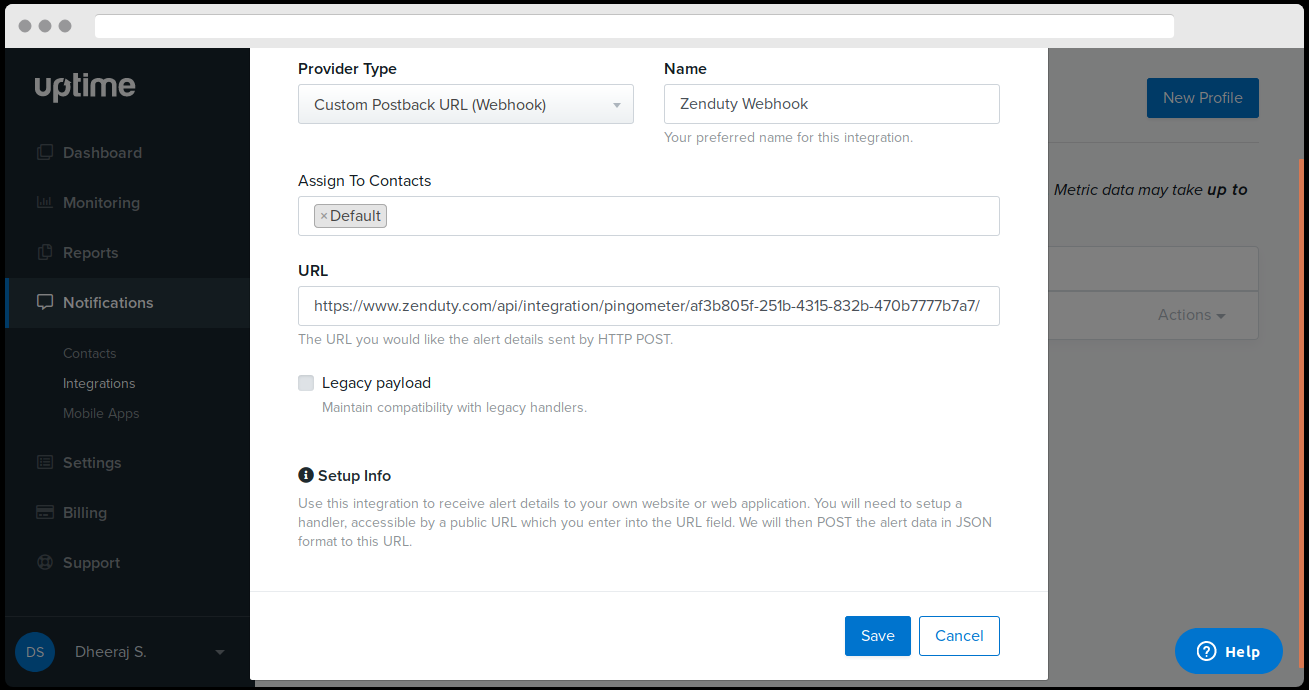 uptime
Dashboard
Monitoring
Reports
Notifications
Contacts
Integrations
Mobile Apps
Settings
Billing
Support
DS
Dheeraj S.
Provider Type
Custom Postback URL (Webhook)
Name
Zenduty Webhook
Your preferred name for this integration.
Assign To Contacts
×Default
URL
https://www.zenduty.com/api/integration/pingometer/af3b805f-251b-4315-832b-470b7777b7a7/
The URL you would like the alert details sent by HTTP POST.
Legacy payload
Maintain compatibility with legacy handlers.
Setup Info
Use this integration to receive alert details to your own website or web application. You will need to setup a
handler, accessible by a public URL which you enter into the URL field. We will then POST the alert data in JSON
format to this URL.
Save
Cancel
New Profile
Metric data may take up to
Actions
Help